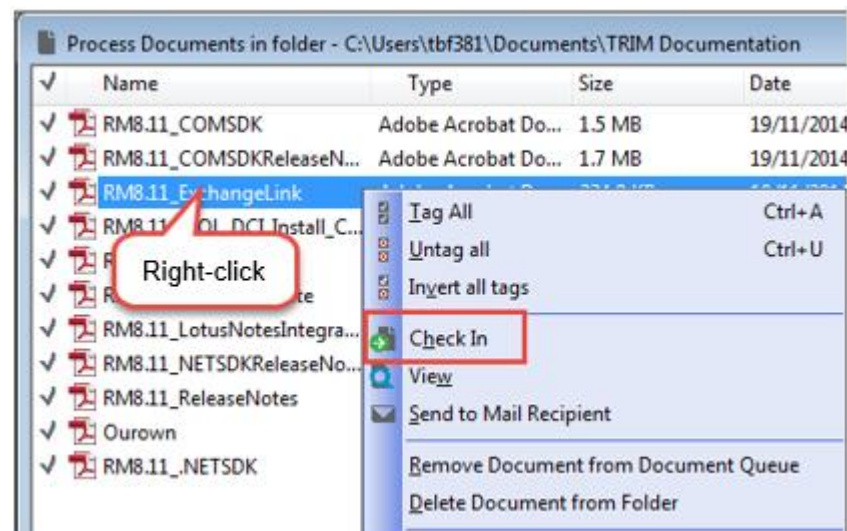 Process Documents in folder - C:\Users\tbf381\Documents\TRIM Documentation
Name Type Size Date
RM8.11_COMSDK Adobe Acrobat Do... 1.5 MB 19/11/2014
RM8.11_COMSDKReleaseN... Adobe Acrobat Do... 1.7 MB 19/11/2014
RM8.11_ExchangeLink
Tag All Ctrl+A
Untag all Ctrl+U
Right-click
Invert all tags
RM8.11_LotusNotesIntegra...
Check In
RM8.11_NETSDKReleaseNo...
View
RM8.11_ReleaseNotes
Send to Mail Recipient
Ourown
RM8.11_.NETSDK
Remove Document from Document Queue
Delete Document from Folder